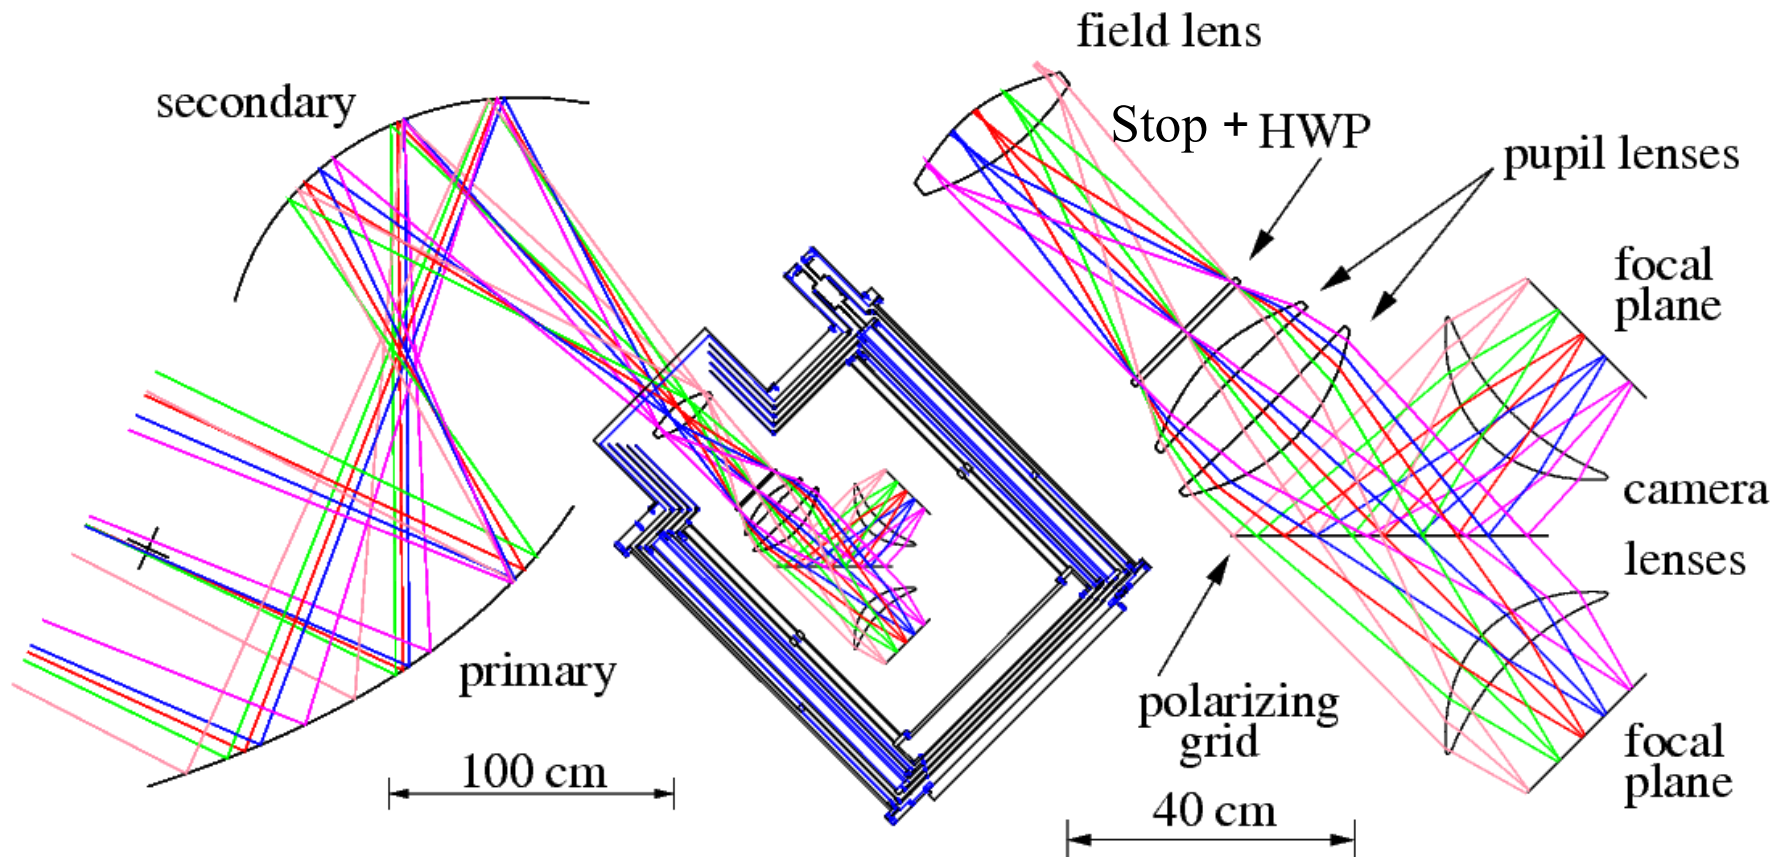 field lens
secondary
Stop + HWP
pupil lenses
focal
plane
camera
lenses
primary
polarizing
grid
focal
plane
100 cm
40 cm